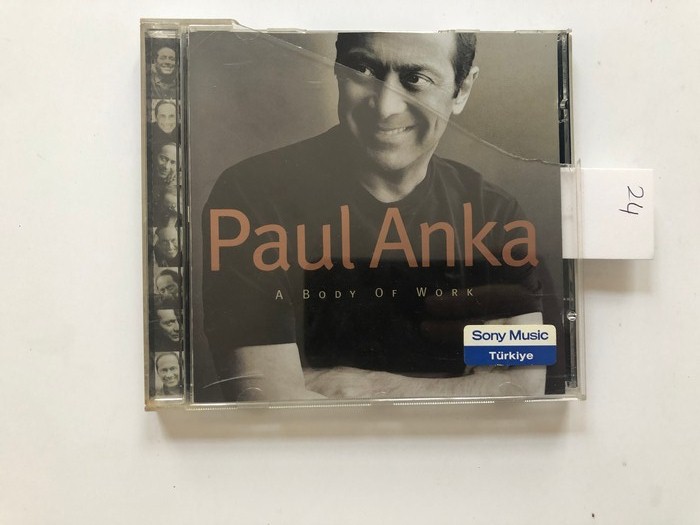 Paul Anka
A BODY OF WORK
Sony Music
Türkiye
24